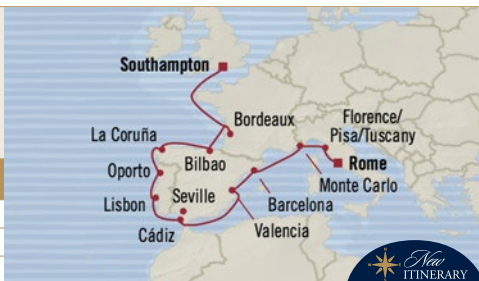 Southampton
Bordeaux
Florence/
Pisa/Tuscany
La Coruña
Bilbao
Rome
Oporto
Monte Carlo
Seville
Lisbon
Barcelona
Cádiz
Valencia
New
ITINERARY